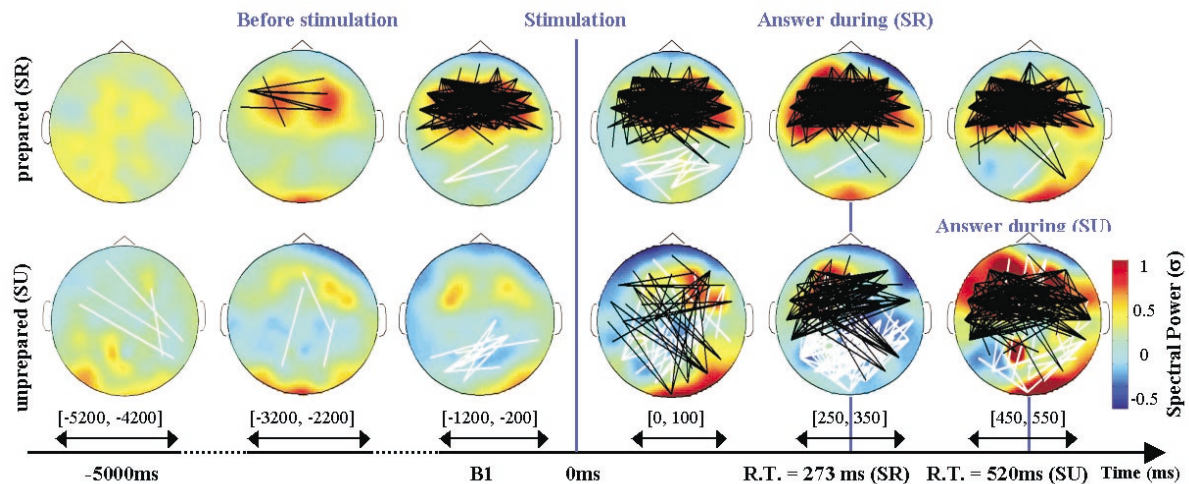 Before stimulation
Stimulation
Answer during (SR)
prepared (SR)
Answer during (SU)
unprepared (SU)
1
0.5
0
-0.5
Spectral Power (σ)
[-5200, -4200]
[-3200, -2200]
[-1200, -200]
[0, 100]
[250, 350]
[450, 550]
-5000ms
B1
0ms
R.T. = 273 ms (SR)
R.T. = 520ms (SU)
Time (ms)